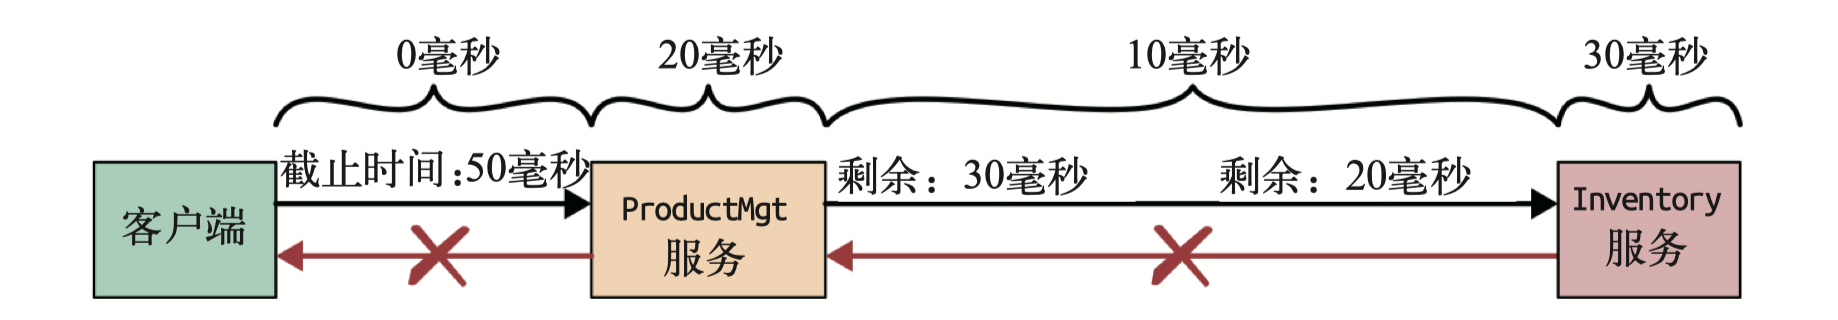 0毫秒
20毫秒
10毫秒
30毫秒
截止时间:50毫秒
剩余：30毫秒
剩余：20毫秒
客户端
ProductMgt
服务
Inventory
服务